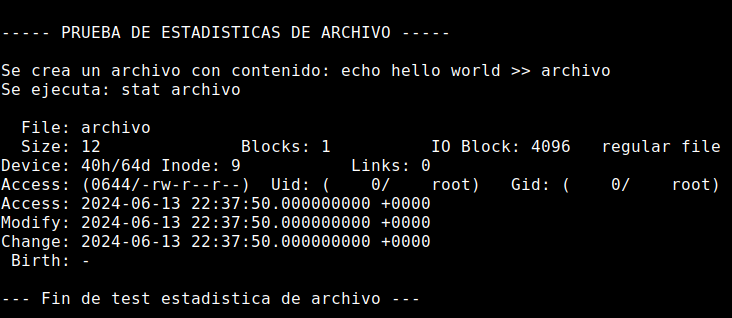 ----- PRUEBA DE ESTADISTICAS DE ARCHIVO -----
Se crea un archivo con contenido: echo hello world >> archivo
Se ejecuta: stat archivo
  File: archivo
  Size: 12              Blocks: 1          IO Block: 4096   regular file
Device: 40h/64d Inode: 9           Links: 0
Access: (0644/-rw-r--r--)  Uid: (    0/    root)   Gid: (    0/    root)
Access: 2024-06-13 22:37:50.000000000 +0000
Modify: 2024-06-13 22:37:50.000000000 +0000
Change: 2024-06-13 22:37:50.000000000 +0000
 Birth: -
--- Fin de test estadistica de archivo ---